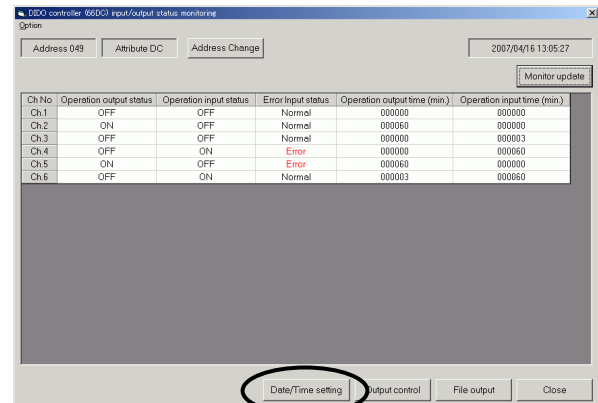 DIDO controller (66DC) input/output status monitoring
Option
Address 049 Attribute DC Address Change 2007/04/16 13:05:27
Monitor update
Ch No Operation output status Operation input status Error Input status Operation output time (min.) Operation input time (min.)
Ch.1 OFF OFF Normal 000000 000000
Ch.2 ON OFF Normal 000060 000000
Ch.3 OFF OFF Normal 000000 000003
Ch.4 OFF ON Error 000000 000060
Ch.5 ON OFF Error 000060 000000
Ch.6 OFF ON Normal 000003 000060
Date/Time setting Output control File output Close